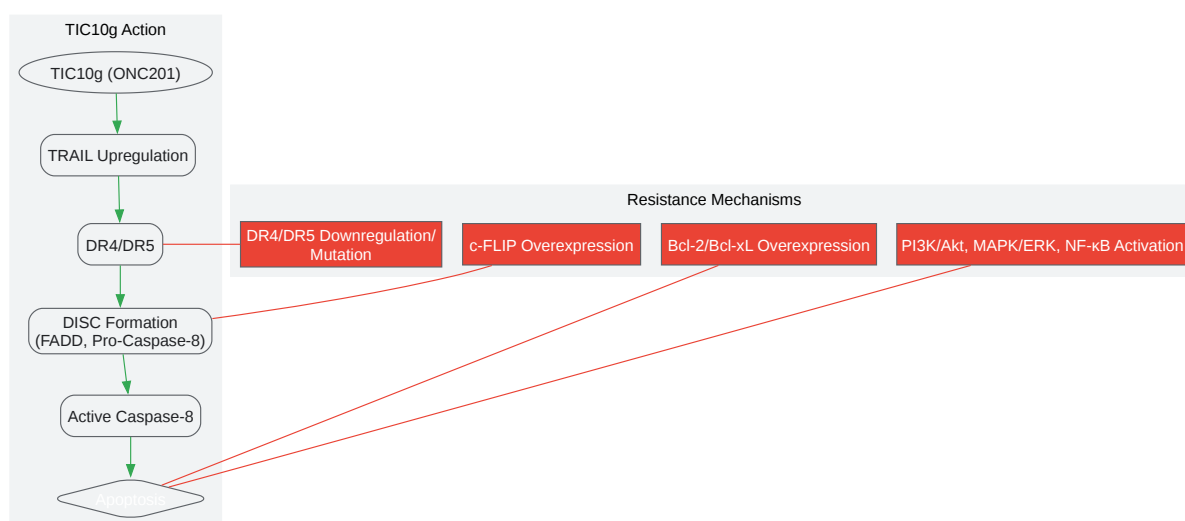 TIC10g Action
TIC10g (ONC201)
TRAIL Upregulation
Resistance Mechanisms
DR4/DR5
DR4/DR5 Downregulation/
Mutation
c-FLIP Overexpression
Bcl-2/Bcl-xL Overexpression
PI3K/Akt, MAPK/ERK, NF-κB Activation
DISC Formation
(FADD, Pro-Caspase-8)
Active Caspase-8
Apoptosis